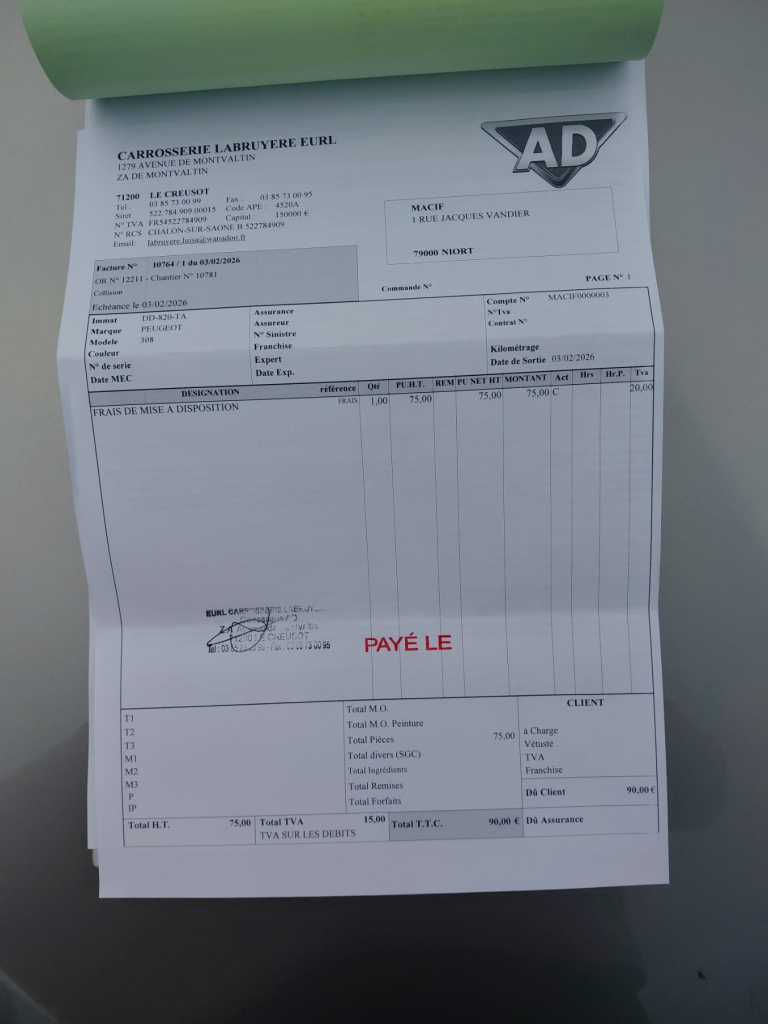 CARROSSERIE LABRUYERE EURL
1279 AVENUE DE MONTVALTIN
ZA DE MONTVALTIN
71200 LE CREUSOT
Tel : 03 85 73 00 99 Fax : 03 85 73 00 95
Siret 522.784.909.00015 Code APE : 4520A
N° TVA FR54522784909 Capital : 150000 €
N° RCS CHALON-SUR-SAONE B 522784909
Email: labruyere.luisa@wanadoo.fr
AD
MACIF
1 RUE JACQUES VANDIER
79000 NIORT
Facture N° 10764 / 1 du 03/02/2026
OR N° 12211 - Chantier N° 10781
Collision
Echéance le 03/02/2026
Commande N°
PAGE N° 1
Immat DD-820-TA
Marque PEUGEOT
Modele 308
Couleur
N° de serie
Date MEC
Assurance
Assureur
N° Sinistre
Franchise
Expert
Date Exp.
Compte N° MACIF0000003
N°Tva
Contrat N°
Kilométrage
Date de Sortie 03/02/2026
DESIGNATION référence Qté PU.H.T. REM PU NET HT MONTANT Act Hrs Hr.P. Tva
FRAIS DE MISE A DISPOSITION FRAIS 1,00 75,00 75,00 75,00 C 20,00
EURL CARROSSERIE LABRUY
LE CREUSOT
PAYÉ LE
T1
T2
T3
M1
M2
M3
P
IP
Total M.O.
Total M.O. Peinture
Total Pièces 75,00
Total divers (SGC)
Total Ingrédients
Total Remises
Total Forfaits
CLIENT
à Charge
Vétusté
TVA
Franchise
Dû Client 90,00 €
Total H.T. 75,00
Total TVA 15,00
TVA SUR LES DEBITS
Total T.T.C. 90,00 €
Dû Assurance